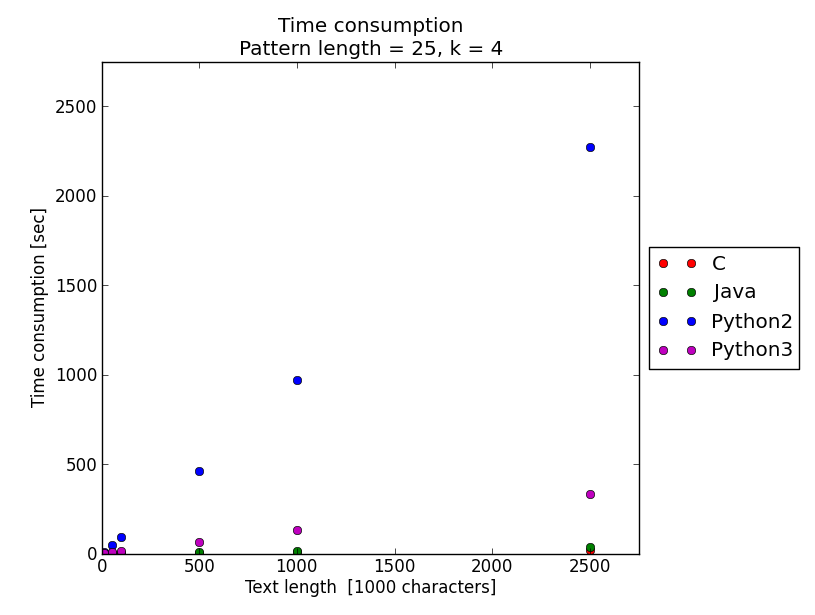 Time consumption
Pattern length = 25, k = 4
Time consumption [sec]
2500
2000
1500
1000
500
0
0 500 1000 1500 2000 2500
Text length  [1000 characters]
C
Java
Python2
Python3